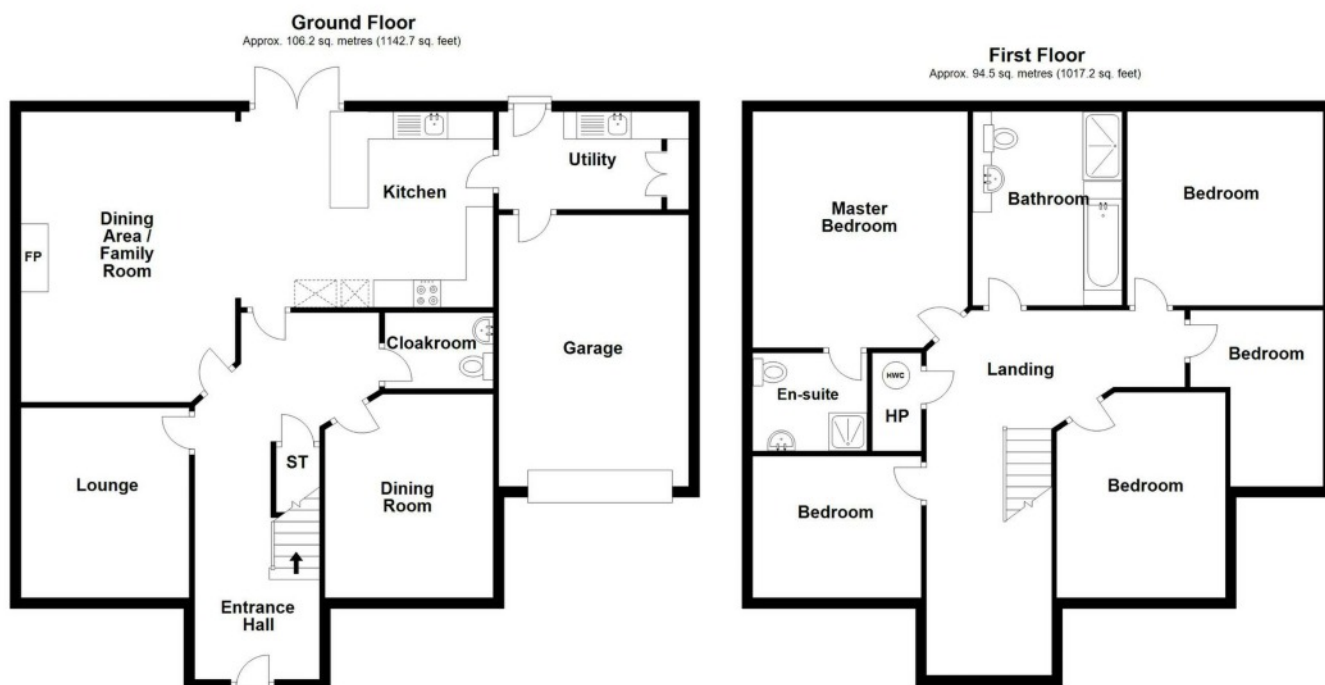 Ground Floor
Approx. 106.2 sq. metres (1142.7 sq. feet)
Kitchen
Utility
Dining
Area /
Family
Room
FP
Cloakroom
Garage
Lounge
ST
Dining
Room
Entrance
Hall
First Floor
Approx. 94.5 sq. metres (1017.2 sq. feet)
Master
Bedroom
Bathroom
Bedroom
Landing
Bedroom
En-suite
HWC
HP
Bedroom
Bedroom